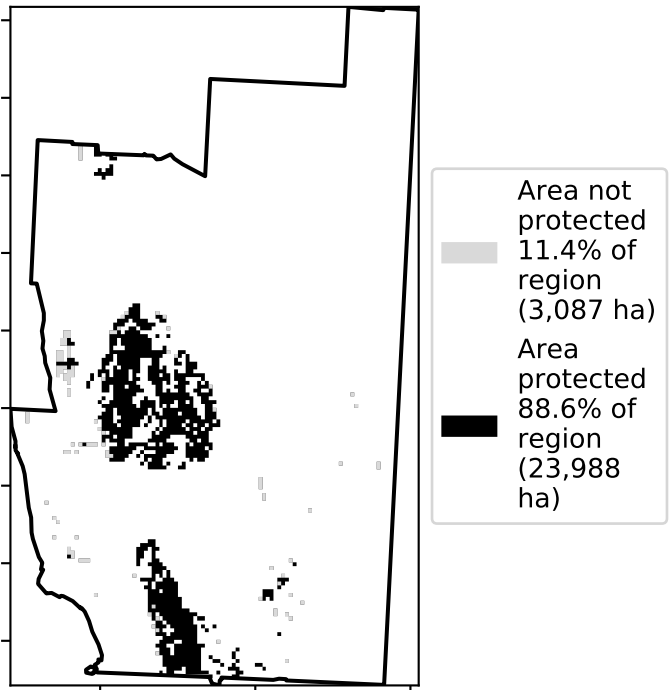 Area not
protected
11.4% of
region
(3,087 ha)
Area
protected
88.6% of
region
(23,988
ha)